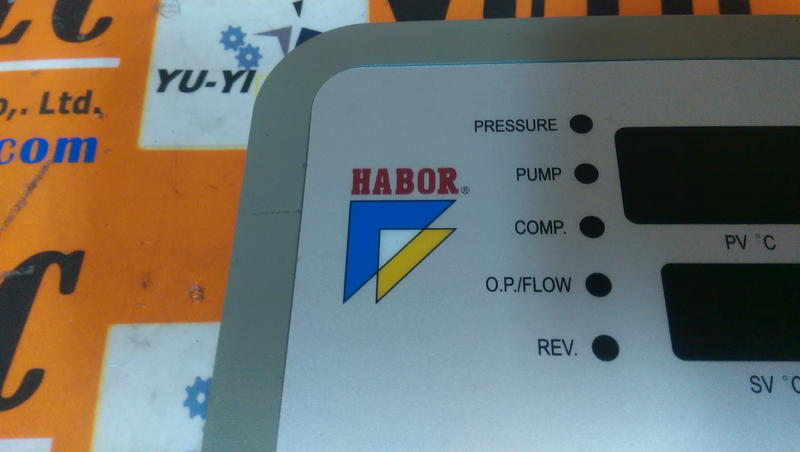 YU-YI
,. Ltd.
com
HABOR®
PRESSURE
PUMP
COMP.
O.P./FLOW
REV.
PV °C
SV °C